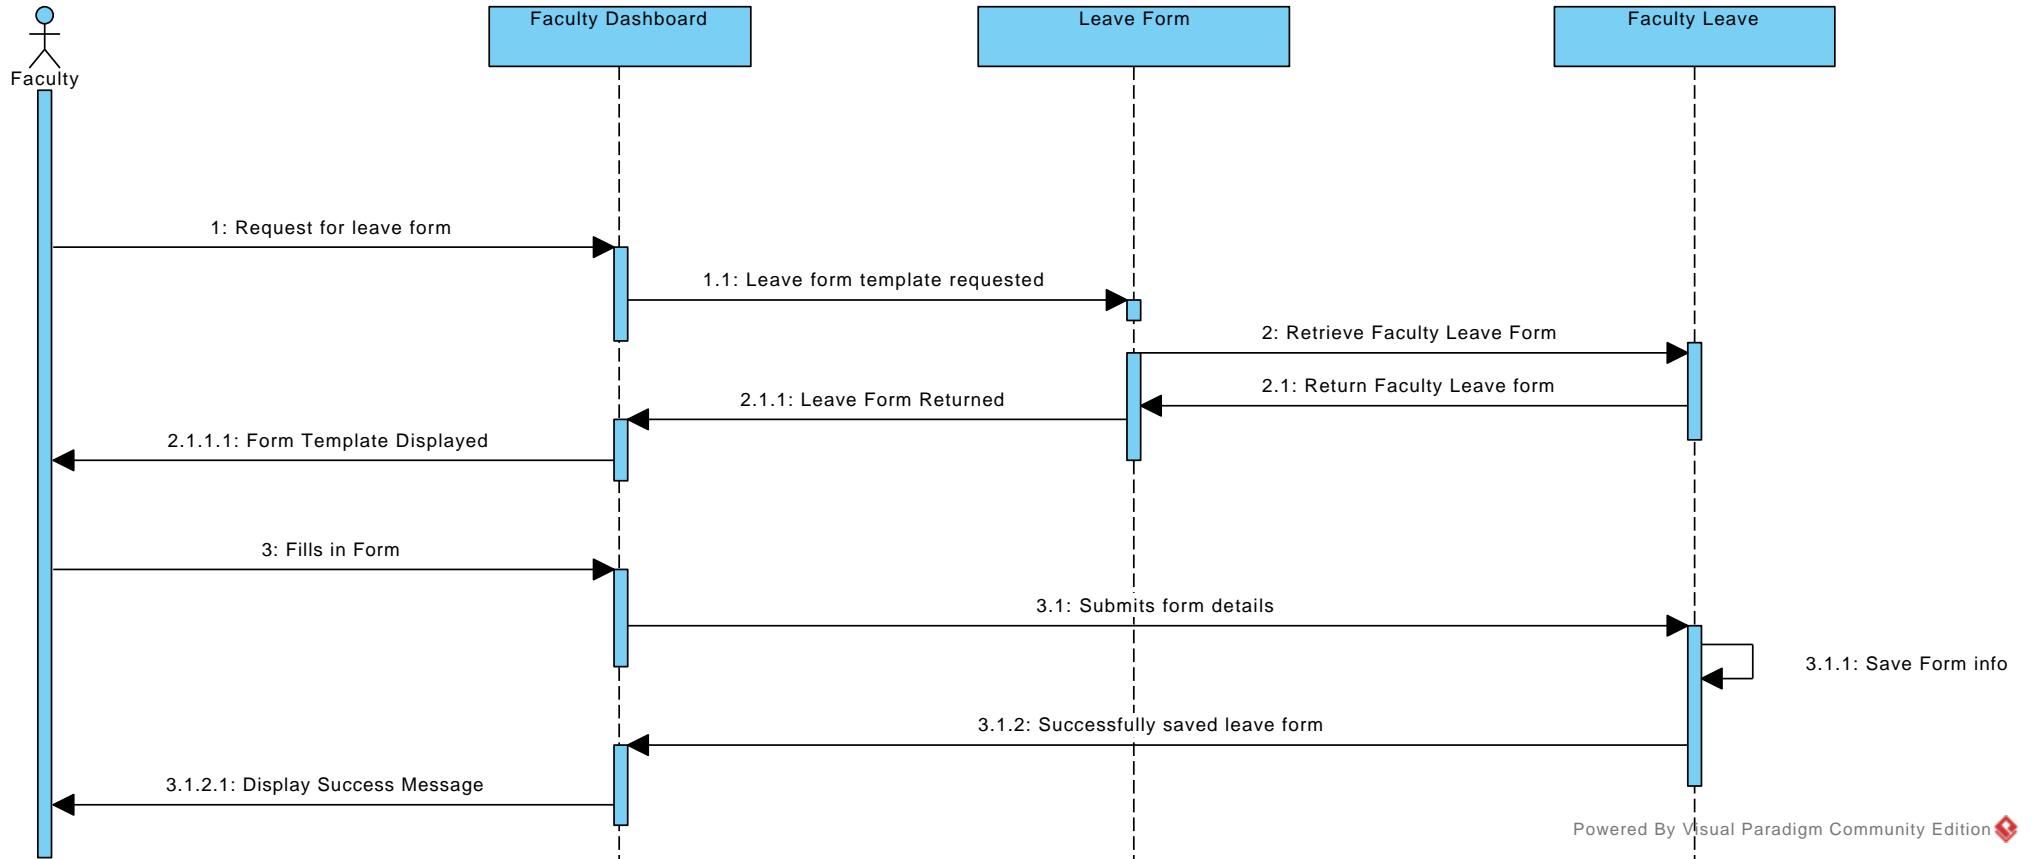 Faculty Dashboard
Leave Form
Faculty Leave
Faculty
1: Request for leave form
1.1: Leave form template requested
2: Retrieve Faculty Leave Form
2.1: Return Faculty Leave form
2.1.1: Leave Form Returned
2.1.1.1: Form Template Displayed
3: Fills in Form
3.1: Submits form details
3.1.1: Save Form info
3.1.2: Successfully saved leave form
3.1.2.1: Display Success Message
Powered By Visual Paradigm Community Edition